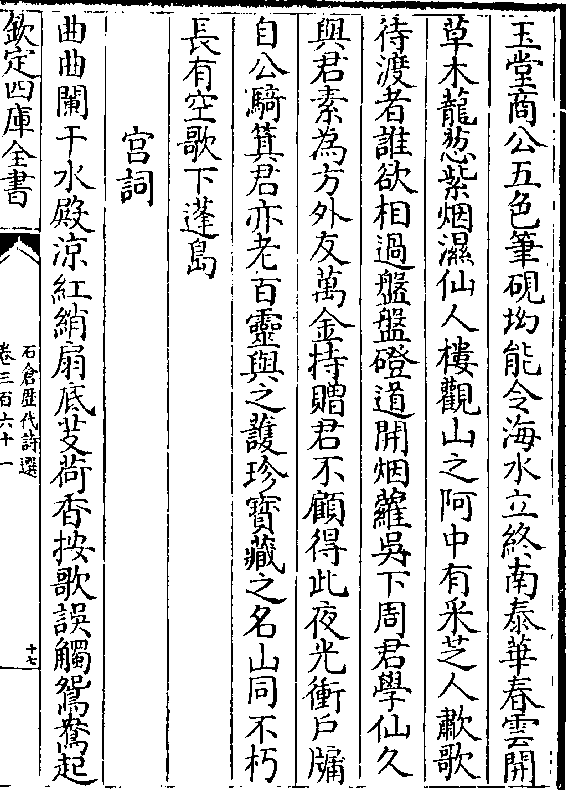 玉堂商公五色筆硯坳能令海水立終南泰華春雲開
草木蘢葱紫烟濕仙人樓觀山之阿中有采芝人歗歌
待渡者誰欲相過盤盤磴道開烟蘿吳下周君學仙久
與君素為方外友萬金持贈君不顧得此夜光衝戶牖
自公騎箕君亦老百靈與之護珍寳藏之名山同不朽
長有空歌下蓬島
宫詞
曲曲闌干水殿涼紅綃扇底芰荷香按歌誤觸鴛鴦起
欽定四庫全書
石倉歴代詩選
卷三百六十一
十七